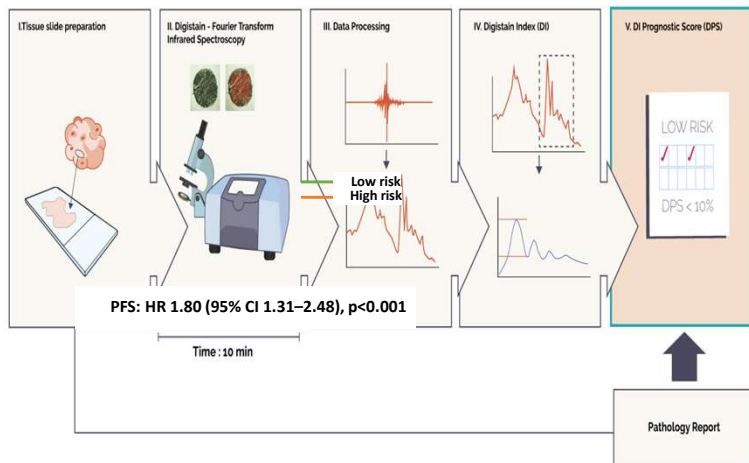 I.Tissue slide preparation
II. Digistain - Fourier Transform
Infrared Spectroscopy
III. Data Processing
IV. Digistain Index (DI)
V. DI Prognostic Score (DPS)
LOW RISK
DPS < 10%
Low risk
High risk
PFS: HR 1.80 (95% CI 1.31–2.48), p<0.001
Time : 10 min
Pathology Report